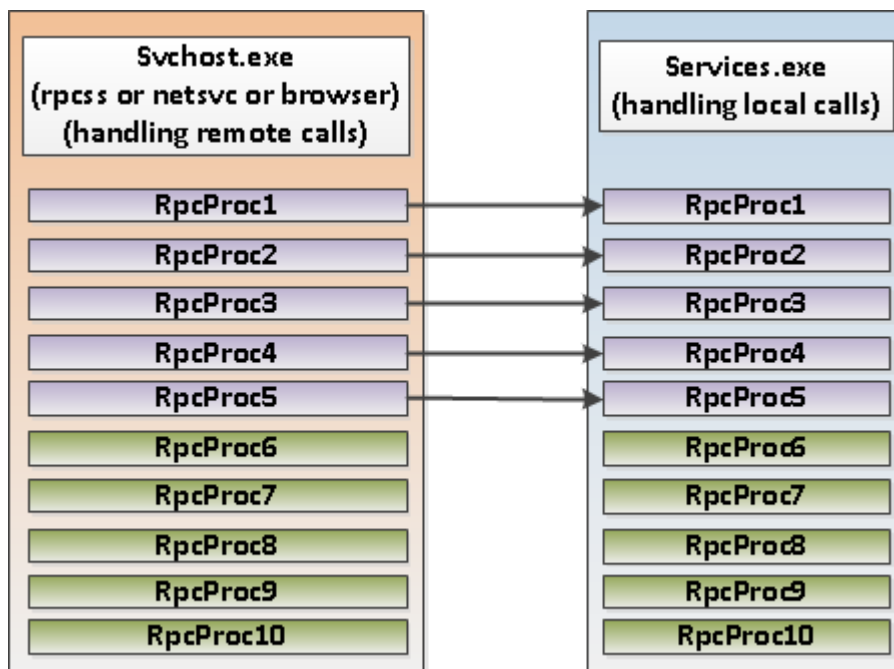 Svchost.exe
(rpcss or netsvc or browser)
(handling remote calls)
RpcProc1
RpcProc2
RpcProc3
RpcProc4
RpcProc5
RpcProc6
RpcProc7
RpcProc8
RpcProc9
RpcProc10
Services.exe
(handling local calls)
RpcProc1
RpcProc2
RpcProc3
RpcProc4
RpcProc5
RpcProc6
RpcProc7
RpcProc8
RpcProc9
RpcProc10